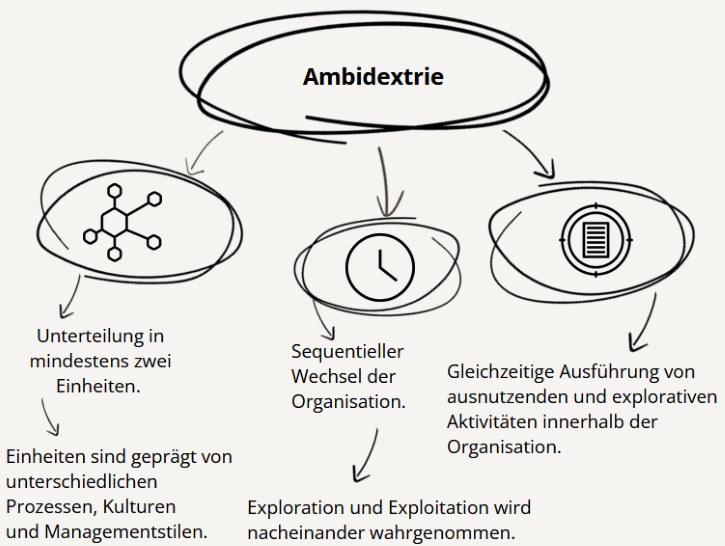 Ambidextrie
Unterteilung in
mindestens zwei
Einheiten.
Einheiten sind geprägt von
unterschiedlichen
Prozessen, Kulturen
und Managementstilen.
Sequentieller
Wechsel der
Organisation.
Exploration und Exploitation wird
nacheinander wahrgenommen.
Gleichzeitige Ausführung von
ausnutzenden und explorativen
Aktivitäten innerhalb der
Organisation.